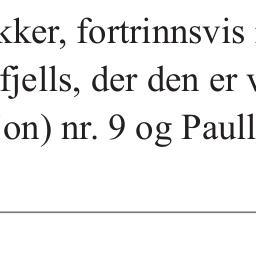 kker, fortrinnsvis
fjells, der den er v
on) nr. 9 og Paull